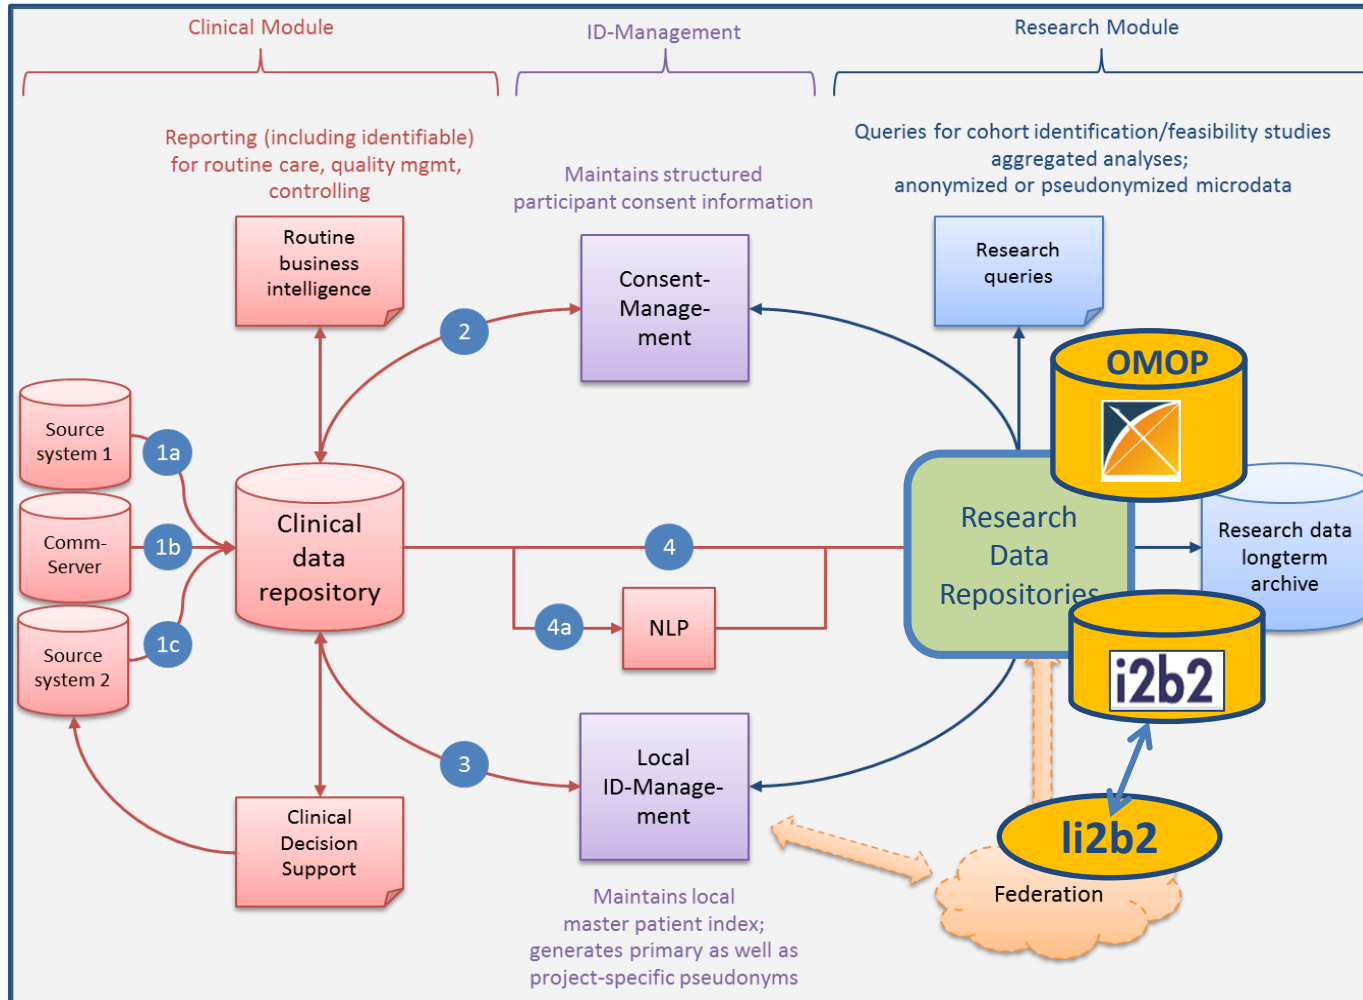 Clinical Module
ID-Management
Research Module
Reporting (including identifiable)
for routine care, quality mgmt,
controlling
Maintains structured
participant consent information
Queries for cohort identification/feasibility studies
aggregated analyses;
anonymized or pseudonymized microdata
Routine
business
intelligence
Consent-
Manage-
ment
Research
queries
2
OMOP
Source
system 1
1a
Comm-
Server
1b
Source
system 2
1c
Clinical
data
repository
4
4a
NLP
Research
Data
Repositories
Research data
longterm
archive
i2b2
3
Local
ID-Manage-
ment
Clinical
Decision
Support
li2b2
Federation
Maintains local
master patient index;
generates primary as well as
project-specific pseudonyms